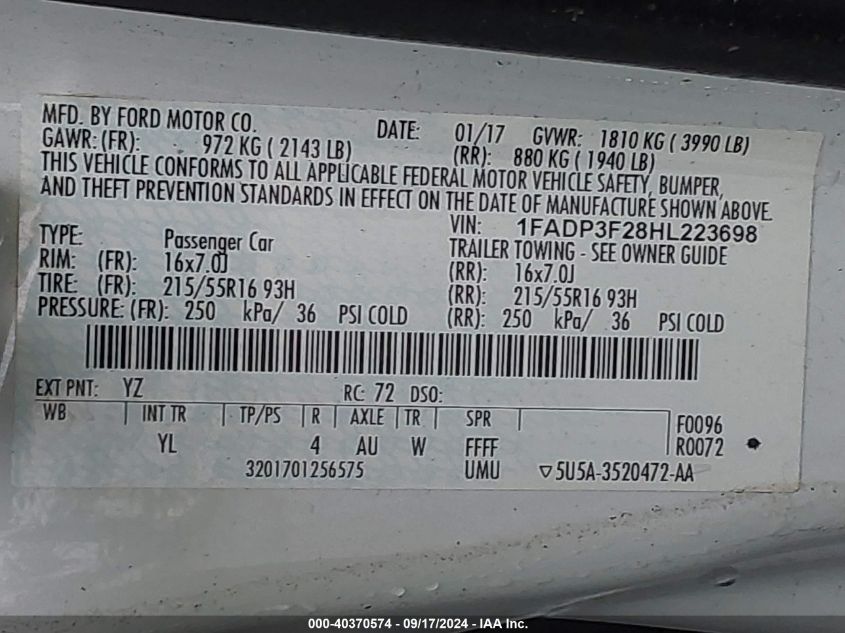 MFD. BY FORD MOTOR CO. DATE: 01/17 GVWR: 1810 KG ( 3990 LB)
GAWR: (FR): 972 KG ( 2143 LB) (RR): 880 KG ( 1940 LB)
THIS VEHICLE CONFORMS TO ALL APPLICABLE FEDERAL MOTOR VEHICLE SAFETY, BUMPER,
AND THEFT PREVENTION STANDARDS IN EFFECT ON THE DATE OF MANUFACTURE SHOWN ABOVE.
VIN: 1FADP3F28HL223698
TYPE: Passenger Car TRAILER TOWING - SEE OWNER GUIDE
RIM: (FR): 16x7.0J (RR): 16x7.0J
TIRE: (FR): 215/55R16 93H (RR): 215/55R16 93H
PRESSURE: (FR): 250 kPa/ 36 PSI COLD (RR): 250 kPa/ 36 PSI COLD
EXT PNT: YZ RC: 72 DSO:
WB INT TR TP/PS R AXLE TR SPR F0096
YL 4 AU W FFFF R0072
3201701256575 UMU ▽5U5A-3520472-AA
000-40370574 - 09/17/2024 - IAA Inc.